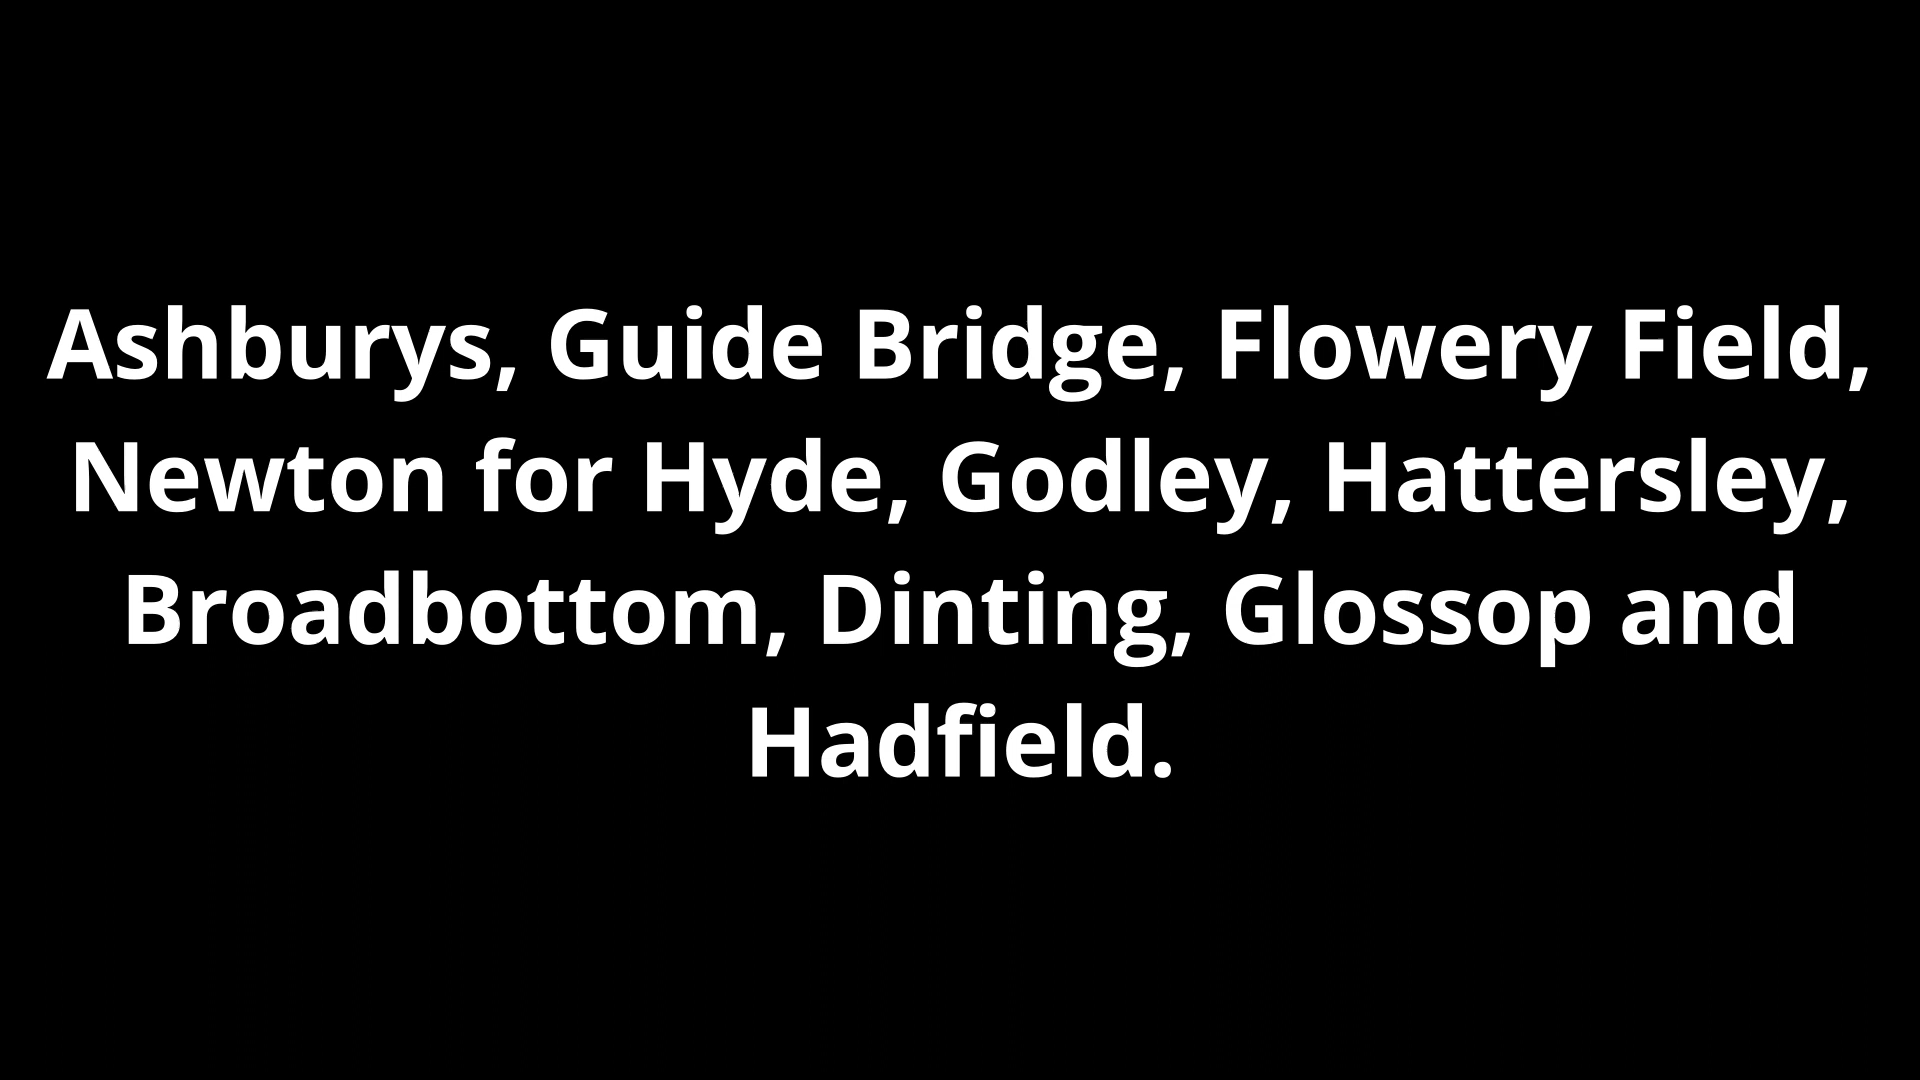 Ashburys, Guide Bridge, Flowery Field,
Newton for Hyde, Godley, Hattersley,
Broadbottom, Dinting, Glossop and
Hadfield.